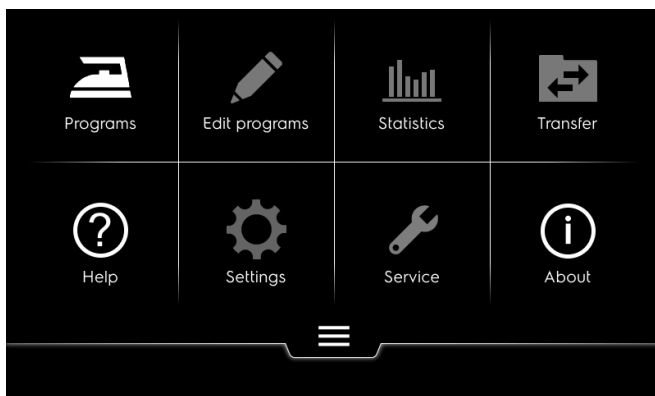 Programs
Edit programs
Statistics
Transfer
Help
Settings
Service
About